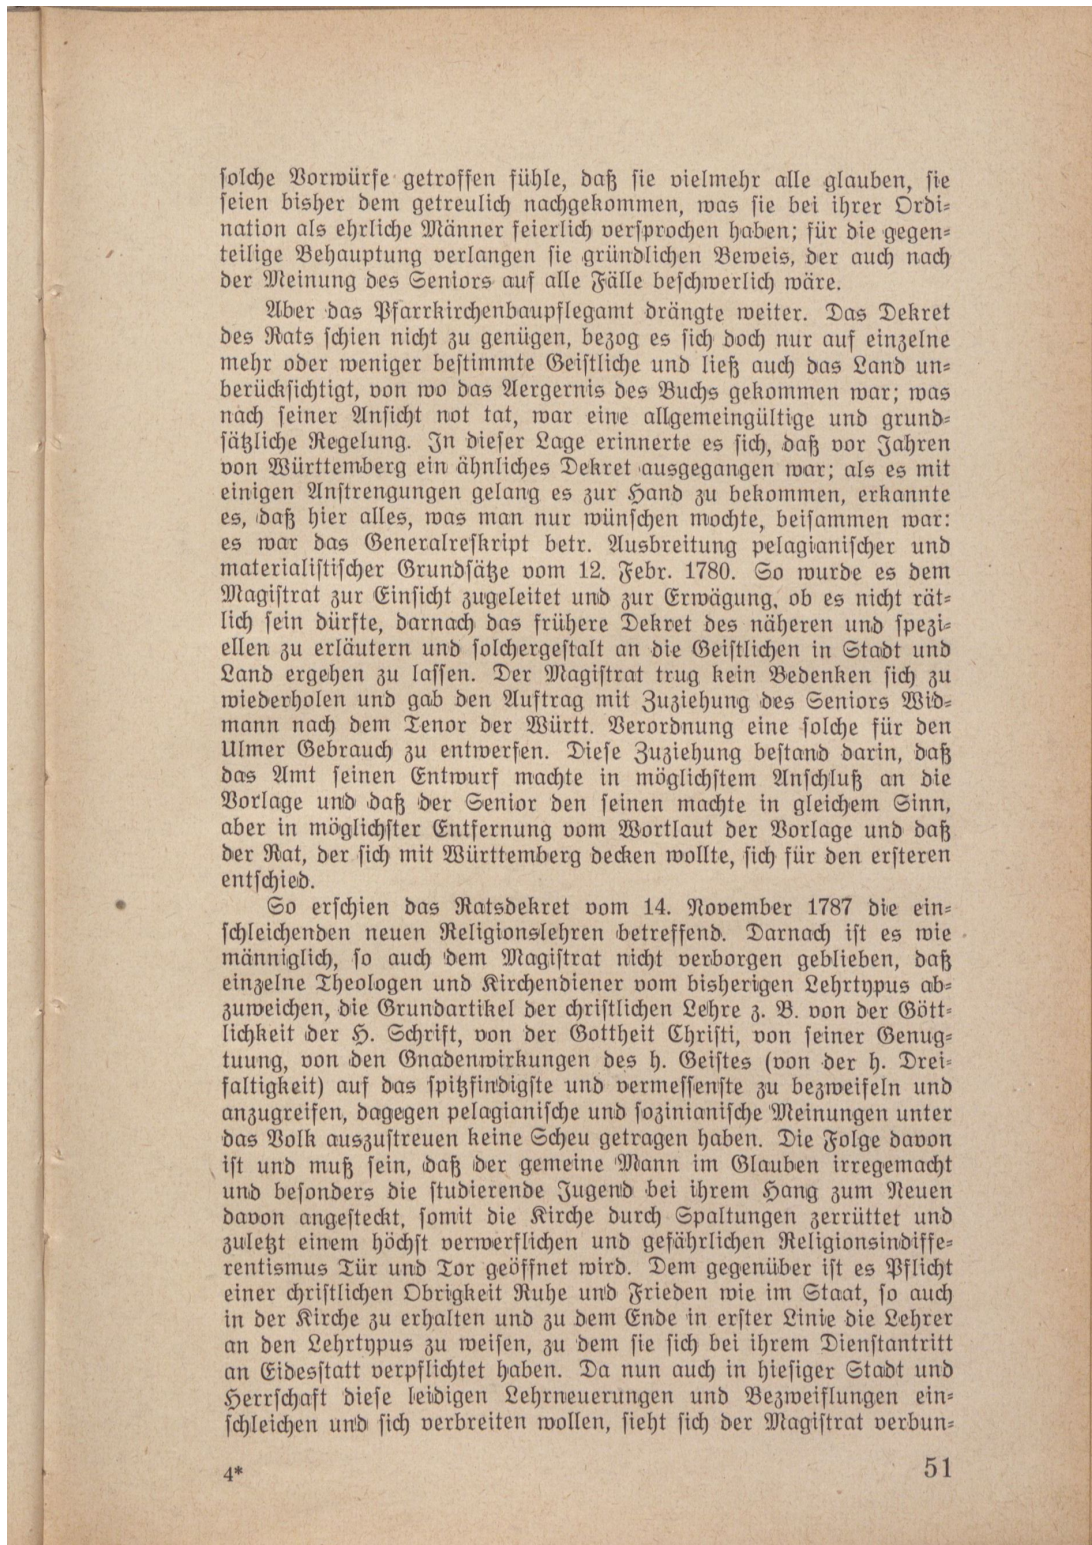 solche Vorwürfe getroffen fühle, daß sie vielmehr alle glauben, sie
seien bisher dem getreulich nachgekommen, was sie bei ihrer Ordi-
nation als ehrliche Männer feierlich versprochen haben; für die gegen-
teilige Behauptung verlangen sie gründlichen Beweis, der auch nach
der Meinung des Seniors auf alle Fälle beschwerlich wäre.
Aber das Pfarrkirchenbaupflegamt drängte weiter. Das Dekret
des Rats schien nicht zu genügen, bezog es sich doch nur auf einzelne
mehr oder weniger bestimmte Geistliche und ließ auch das Land un-
berücksichtigt, von wo das Aergernis des Buchs gekommen war; was
nach seiner Ansicht not tat, war eine allgemeingültige und grund-
sätzliche Regelung. In dieser Lage erinnerte es sich, daß vor Jahren
von Württemberg ein ähnliches Dekret ausgegangen war; als es mit
einigen Anstrengungen gelang es zur Hand zu bekommen, erkannte
es, daß hier alles, was man nur wünschen mochte, beisammen war:
es war das Generalreskript betr. Ausbreitung pelagianischer und
materialistischer Grundsätze vom 12. Febr. 1780. So wurde es dem
Magistrat zur Einsicht zugeleitet und zur Erwägung, ob es nicht rät-
lich sein dürfte, darnach das frühere Dekret des näheren und spezi-
ellen zu erläutern und solchergestalt an die Geistlichen in Stadt und
Land ergehen zu lassen. Der Magistrat trug kein Bedenken sich zu
wiederholen und gab den Auftrag mit Zuziehung des Seniors Wid-
mann nach dem Tenor der Württ. Verordnung eine solche für den
Ulmer Gebrauch zu entwerfen. Diese Zuziehung bestand darin, daß
das Amt seinen Entwurf machte in möglichstem Anschluß an die
Vorlage und daß der Senior den seinen machte in gleichem Sinn,
aber in möglichster Entfernung vom Wortlaut der Vorlage und daß
der Rat, der sich mit Württemberg decken wollte, sich für den ersteren
entschied.
So erschien das Ratsdekret vom 14. November 1787 die ein-
schleichenden neuen Religionslehren betreffend. Darnach ist es wie
männiglich, so auch dem Magistrat nicht verborgen geblieben, daß
einzelne Theologen und Kirchendiener vom bisherigen Lehrtypus ab-
zuweichen, die Grundartikel der christlichen Lehre z. B. von der Gött-
lichkeit der H. Schrift, von der Gottheit Christi, von seiner Genug-
tuung, von den Gnadenwirkungen des h. Geistes (von der h. Drei-
faltigkeit) auf das spitzfindigste und vermessenste zu bezweifeln und
anzugreifen, dagegen pelagianische und sozinianische Meinungen unter
das Volk auszustreuen keine Scheu getragen haben. Die Folge davon
ist und muß sein, daß der gemeine Mann im Glauben irregemacht
und besonders die studierende Jugend bei ihrem Hang zum Neuen
davon angesteckt, somit die Kirche durch Spaltungen zerrüttet und
zuletzt einem höchst verwerflichen und gefährlichen Religionsindiffe-
rentismus Tür und Tor geöffnet wird. Dem gegenüber ist es Pflicht
einer christlichen Obrigkeit Ruhe und Frieden wie im Staat, so auch
in der Kirche zu erhalten und zu dem Ende in erster Linie die Lehrer
an den Lehrtypus zu weisen, zu dem sie sich bei ihrem Dienstantritt
an Eidesstatt verpflichtet haben. Da nun auch in hiesiger Stadt und
Herrschaft diese leidigen Lehrneuerungen und Bezweiflungen ein-
schleichen und sich verbreiten wollen, sieht sich der Magistrat verbun-
4*
51